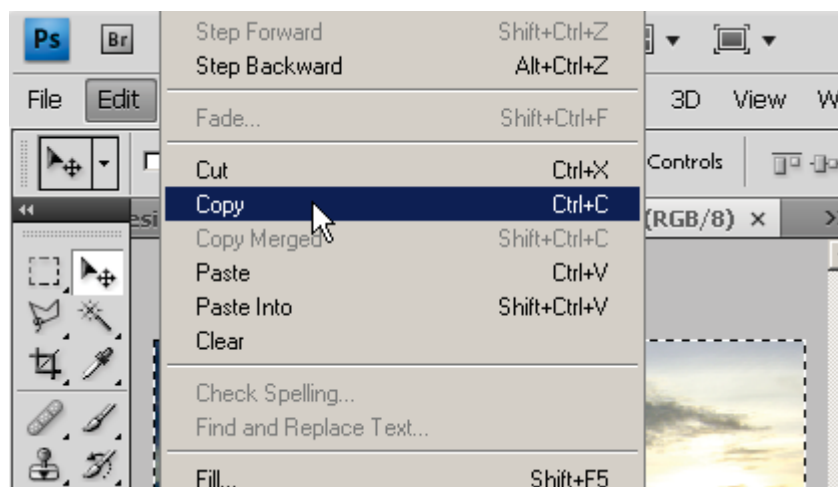 Ps Br
Step Forward Shift+Ctrl+Z
Step Backward Alt+Ctrl+Z
File Edit 3D View
Fade... Shift+Ctrl+F
Cut Ctrl+X
Controls
Copy Ctrl+C
(RGB/8) ×
Copy Merged Shift+Ctrl+C
Paste Ctrl+V
Paste Into Shift+Ctrl+V
Clear
Check Spelling...
Find and Replace Text...
Fill... Shift+F5